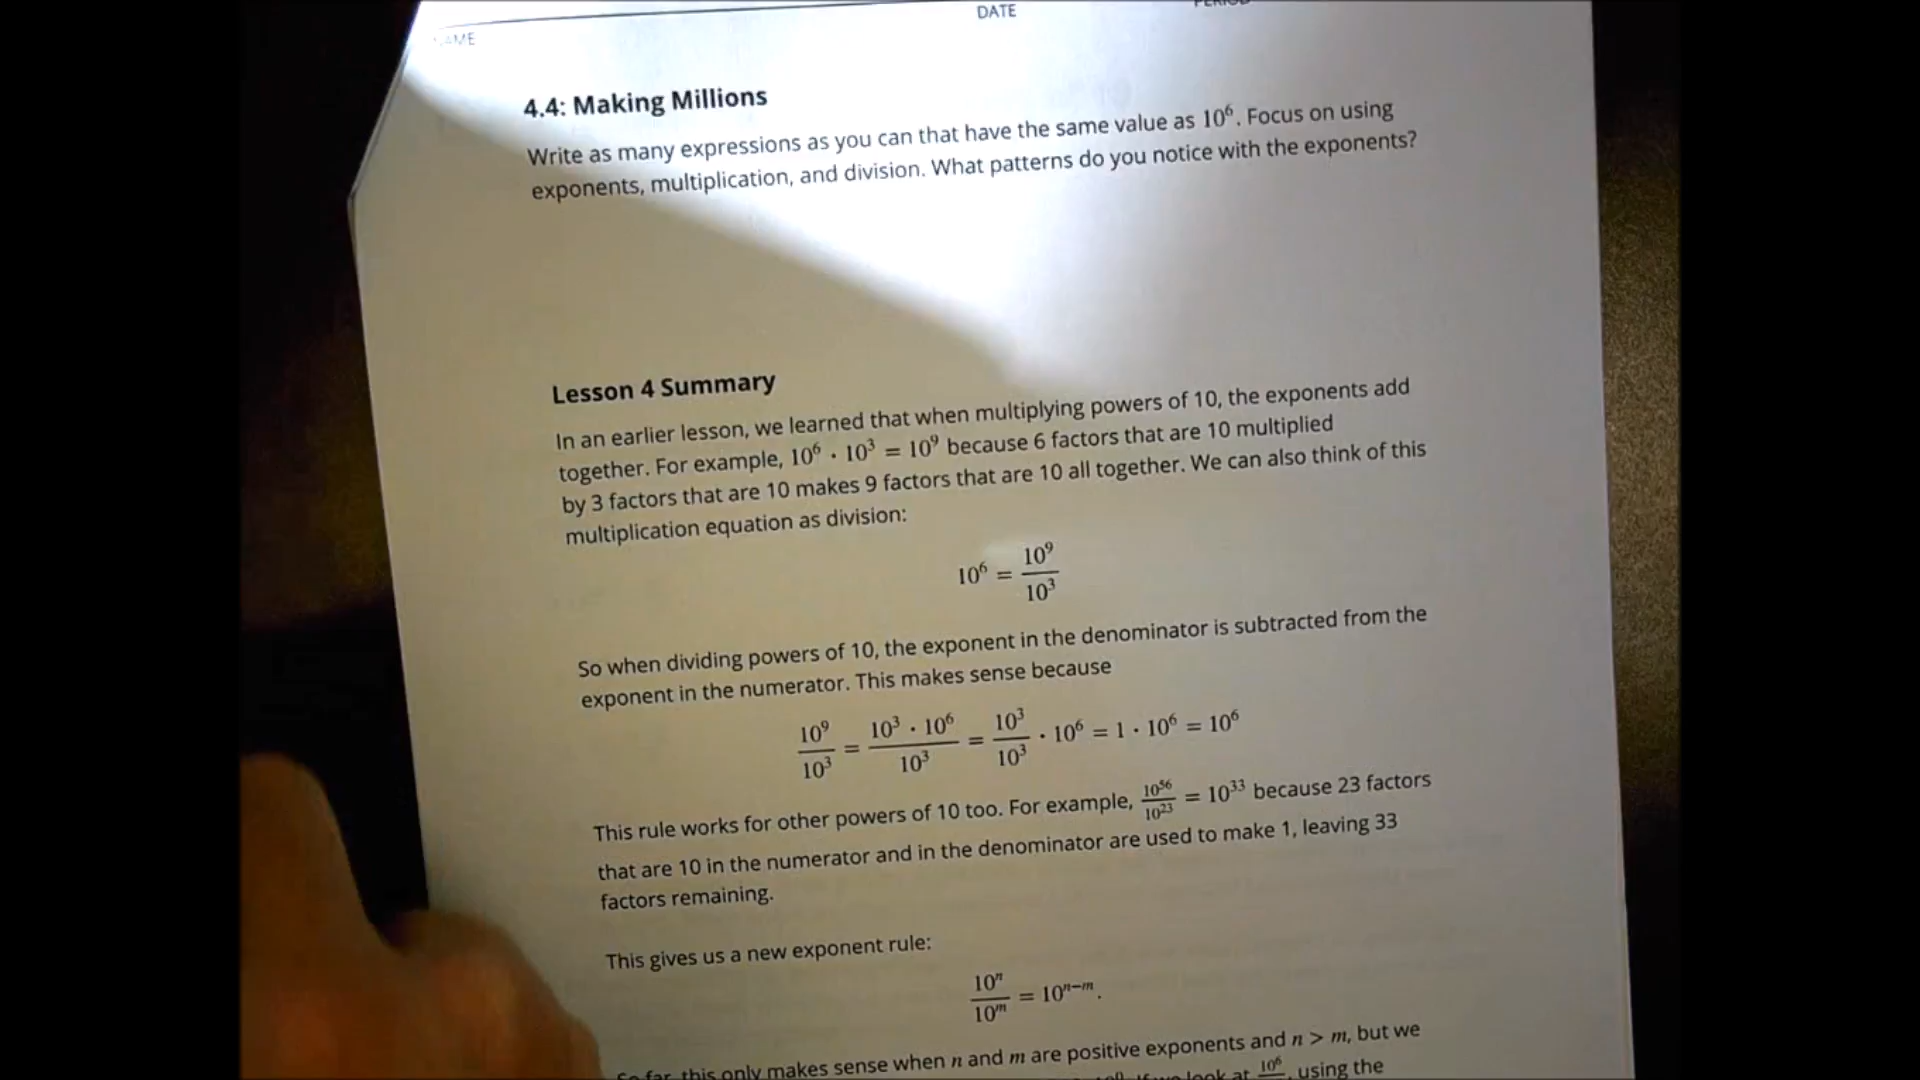 DATE
4.4: Making Millions
Write as many expressions as you can that have the same value as 10⁶. Focus on using
exponents, multiplication, and division. What patterns do you notice with the exponents?
Lesson 4 Summary
In an earlier lesson, we learned that when multiplying powers of 10, the exponents add
together. For example, 10⁶ · 10³ = 10⁹ because 6 factors that are 10 multiplied
by 3 factors that are 10 makes 9 factors that are 10 all together. We can also think of this
multiplication equation as division:
10⁶ = 10⁹/10³
So when dividing powers of 10, the exponent in the denominator is subtracted from the
exponent in the numerator. This makes sense because
10⁹/10³ = 10³ · 10⁶/10³ = 10³/10³ · 10⁶ = 1 · 10⁶ = 10⁶
This rule works for other powers of 10 too. For example, 10⁵⁶/10²³ = 10³³ because 23 factors
that are 10 in the numerator and in the denominator are used to make 1, leaving 33
factors remaining.
This gives us a new exponent rule:
10ⁿ/10ᵐ = 10ⁿ⁻ᵐ.
So far, this only makes sense when n and m are positive exponents and n > m, but we
look at 10⁶ using the